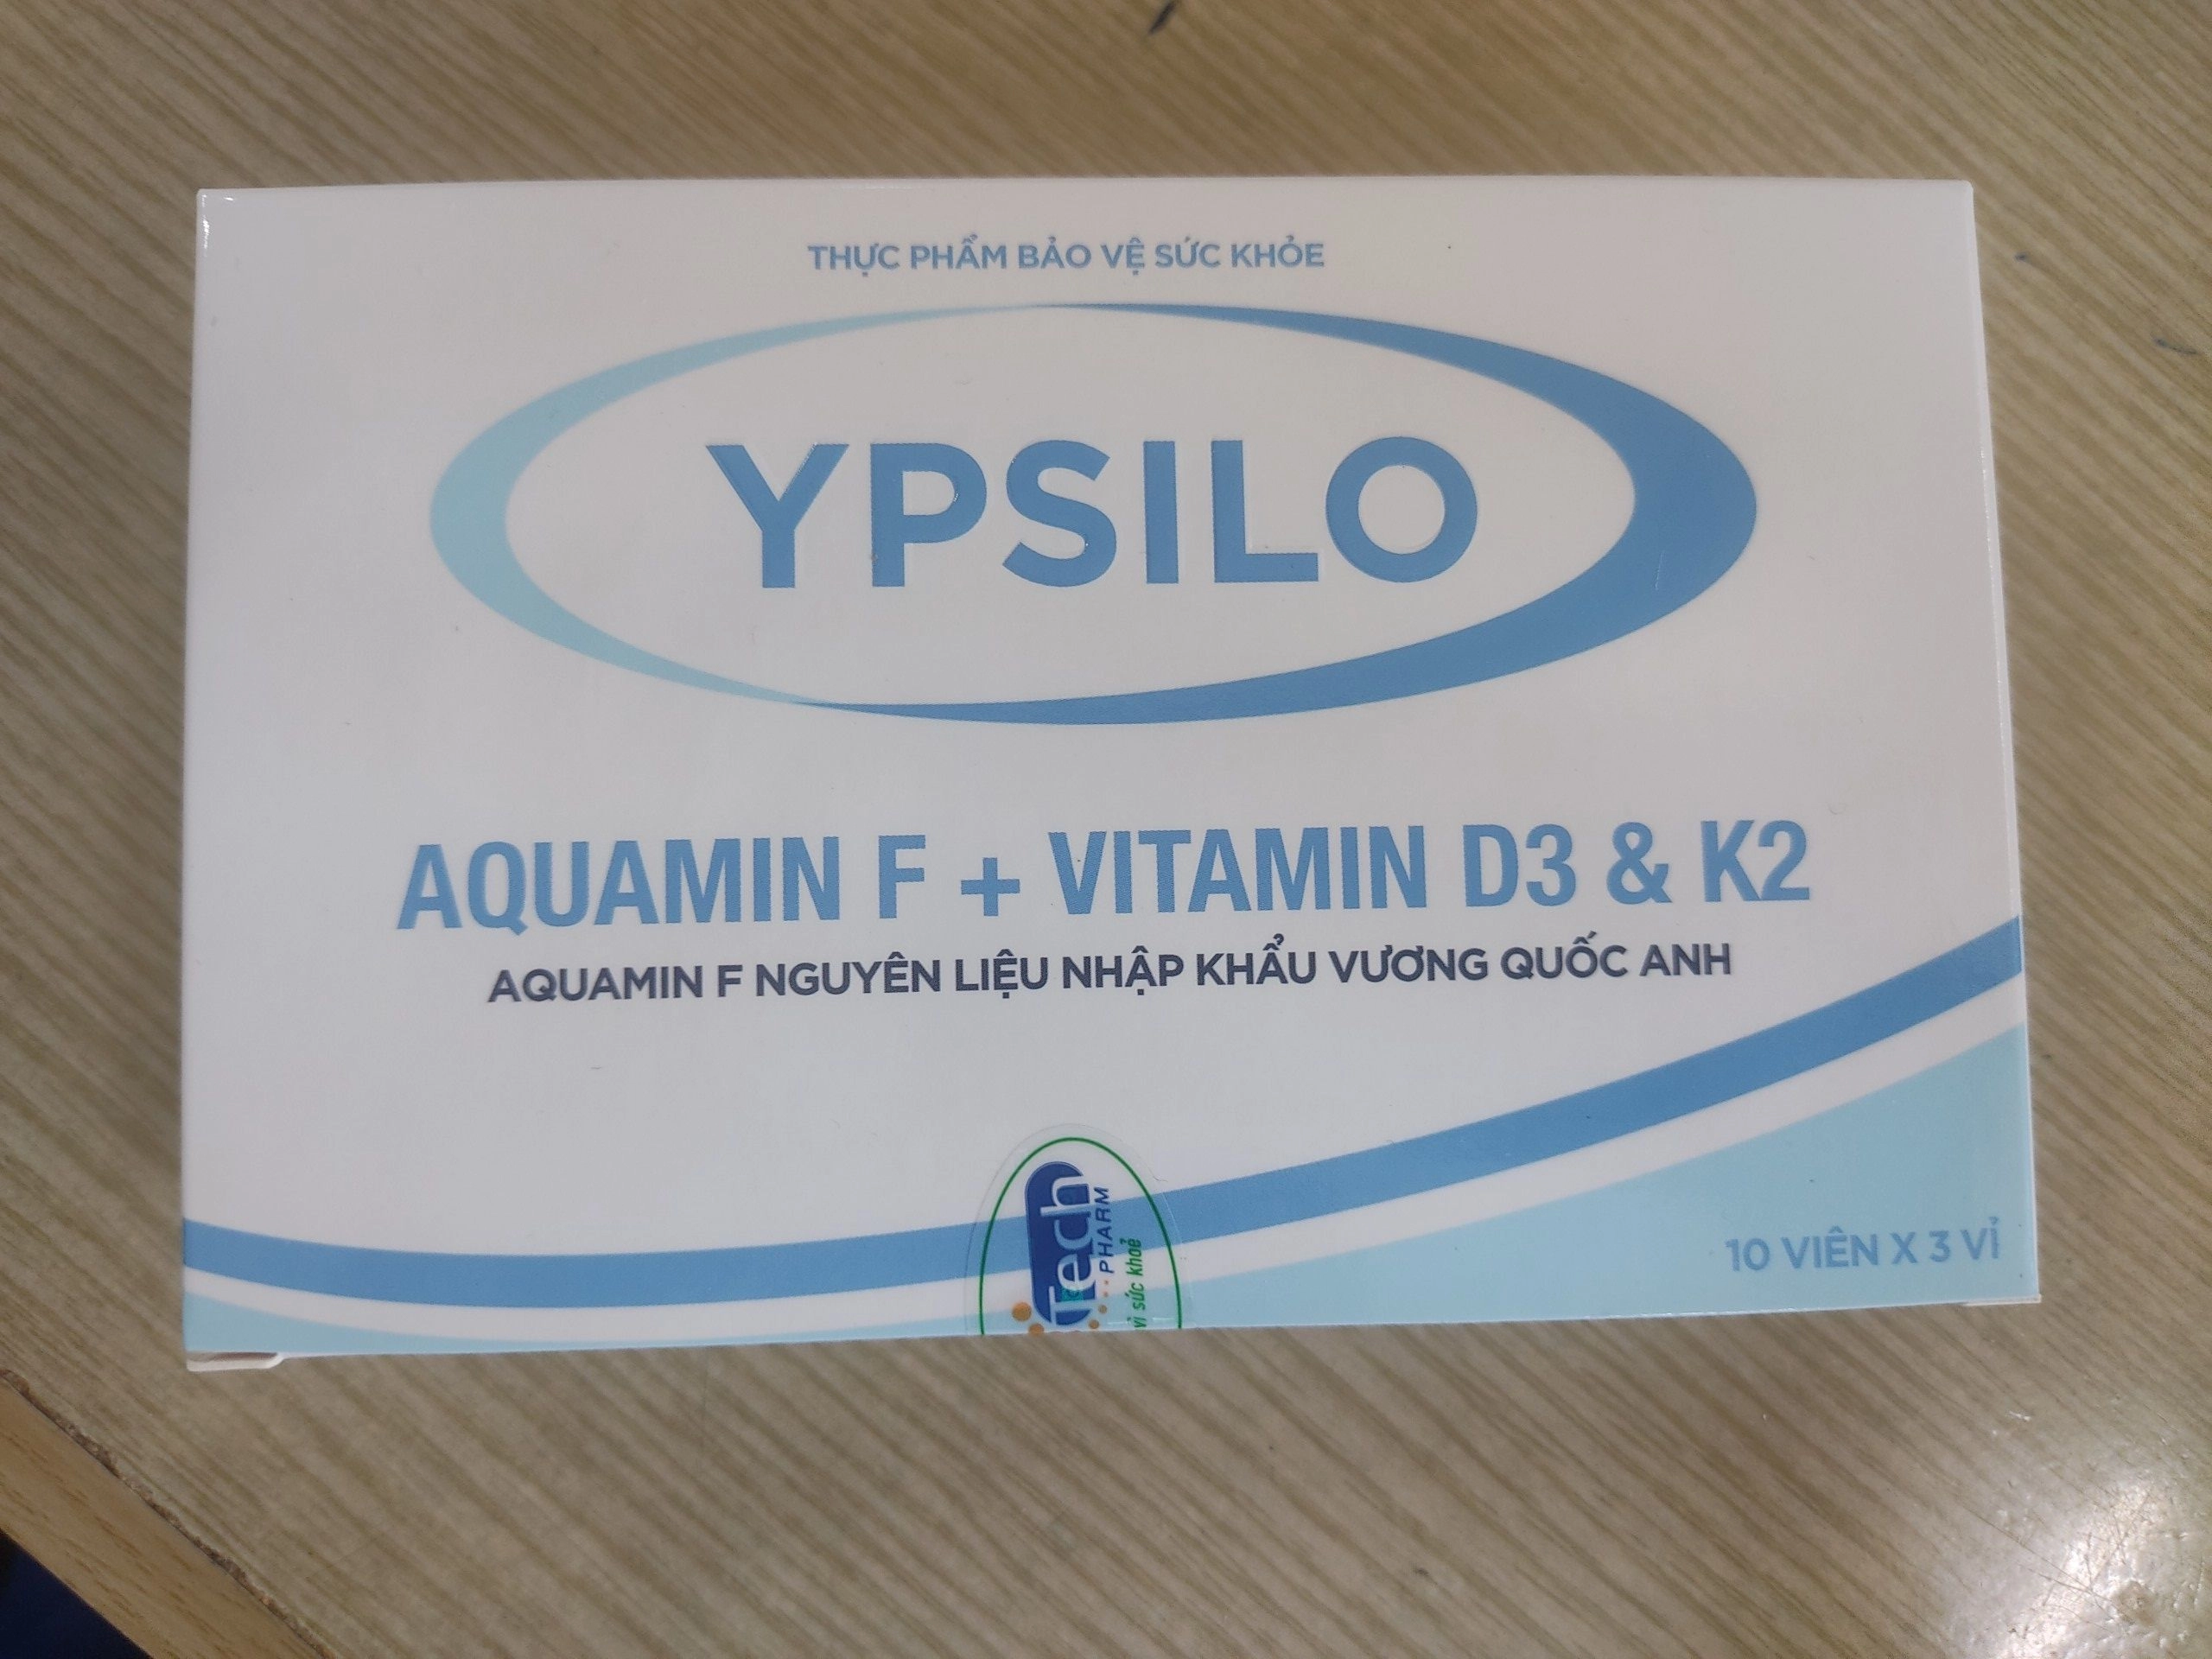 THỰC PHẨM BẢO VỆ SỨC KHỎE
YPSILO
AQUAMIN F + VITAMIN D3 & K2
AQUAMIN F NGUYÊN LIỆU NHẬP KHẨU VƯƠNG QUỐC ANH
Tech
PHARM
vì sức khoẻ
10 VIÊN X 3 VỈ